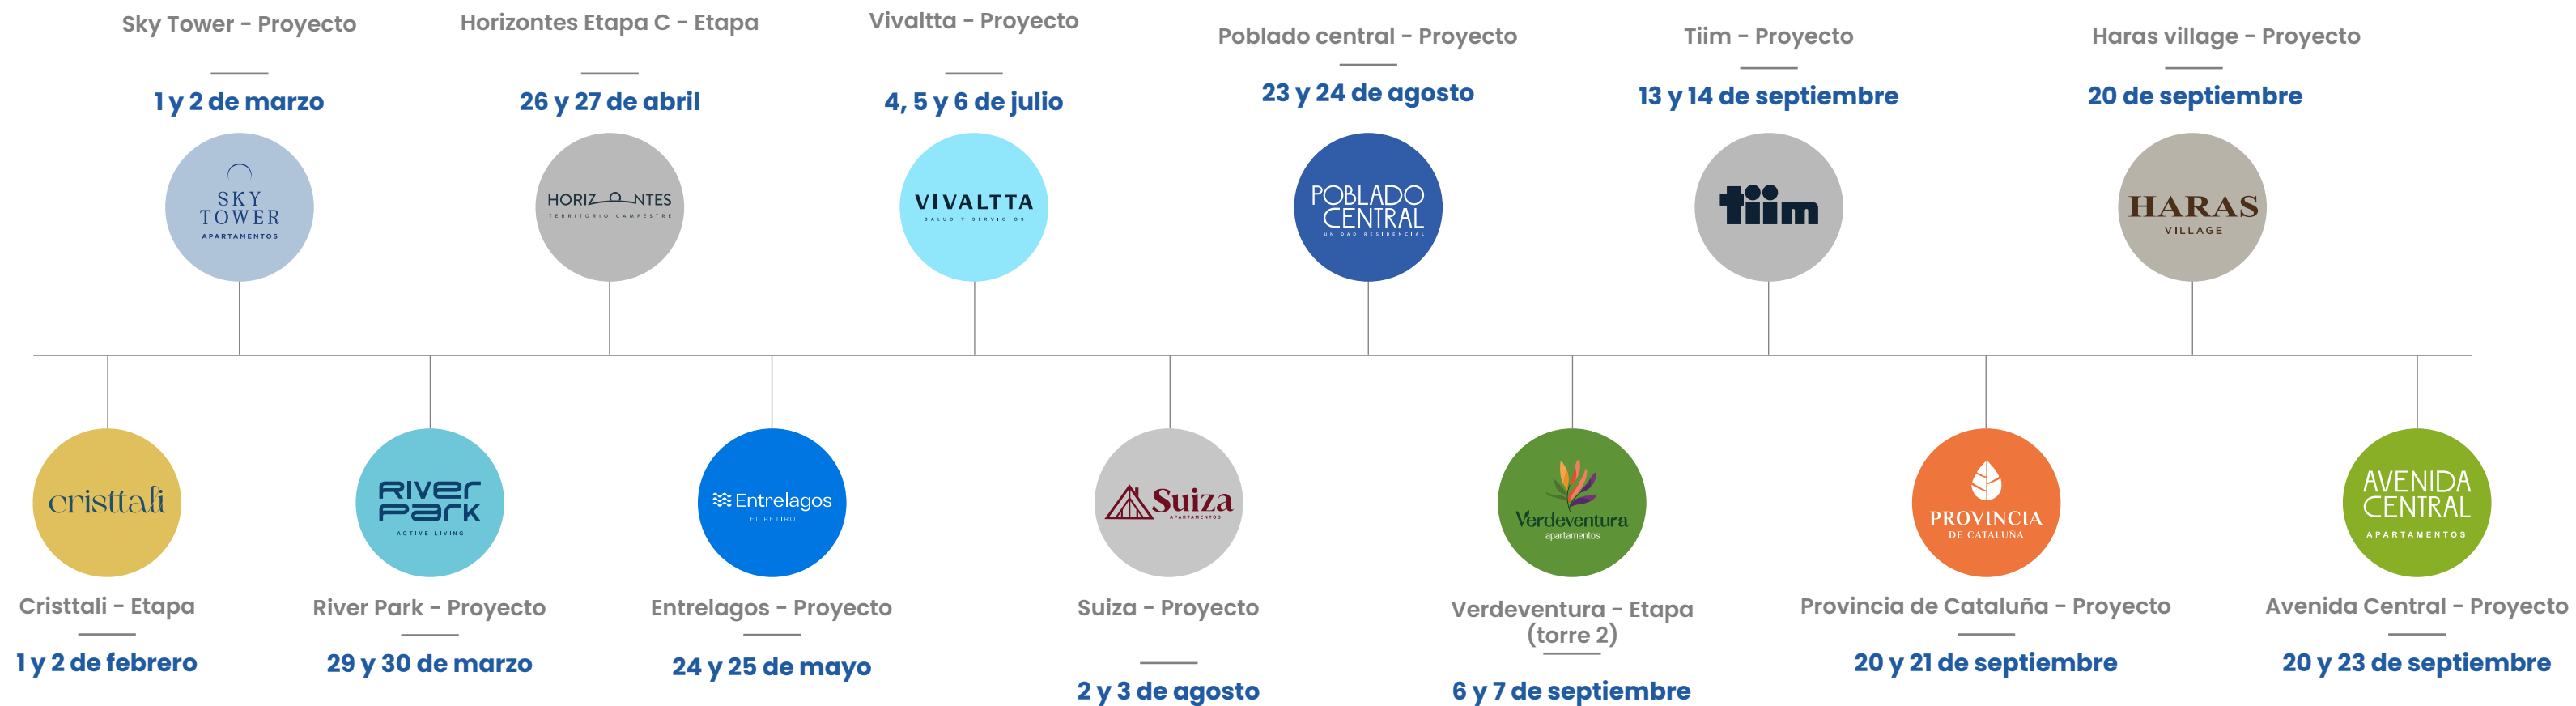 Sky Tower - Proyecto
1 y 2 de marzo
SKY
TOWER
APARTAMENTOS
Horizontes Etapa C - Etapa
26 y 27 de abril
HORIZONTES
TERRITORIO CAMPESTRE
Vivaltta - Proyecto
4, 5 y 6 de julio
VIVALTTA
SALUD Y SERVICIOS
Poblado central - Proyecto
23 y 24 de agosto
POBLADO
CENTRAL
UNIDAD RESIDENCIAL
Tiim - Proyecto
13 y 14 de septiembre
tiim
Haras village - Proyecto
20 de septiembre
HARAS
VILLAGE
cristtali
Cristtali - Etapa
1 y 2 de febrero
RIVER
PARK
ACTIVE LIVING
River Park - Proyecto
29 y 30 de marzo
Entrelagos
EL RETIRO
Entrelagos - Proyecto
24 y 25 de mayo
Suiza
APARTAMENTOS
Suiza - Proyecto
2 y 3 de agosto
Verdeventura
apartamentos
Verdeventura - Etapa
(torre 2)
6 y 7 de septiembre
PROVINCIA
DE CATALUÑA
Provincia de Cataluña - Proyecto
20 y 21 de septiembre
AVENIDA
CENTRAL
APARTAMENTOS
Avenida Central - Proyecto
20 y 23 de septiembre